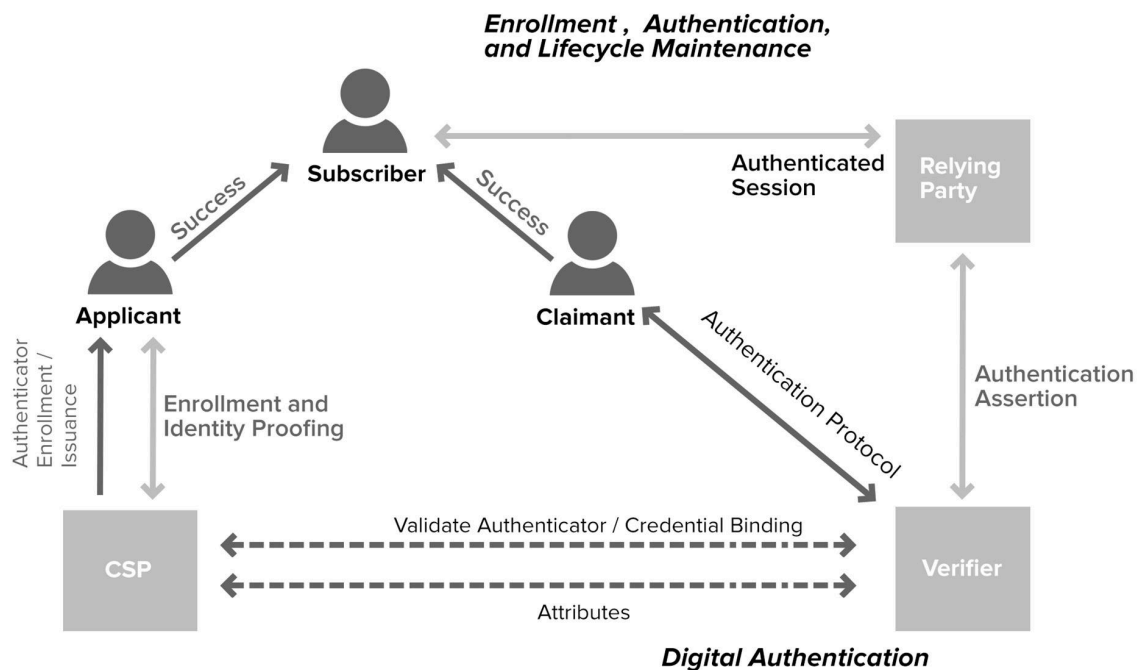 Enrollment , Authentication,
and Lifecycle Maintenance
Subscriber
Authenticated
Session
Relying
Party
Success
Success
Applicant
Claimant
Authenticator
Enrollment /
Issuance
Enrollment and
Identity Proofing
Authentication Protocol
Authentication
Assertion
CSP
Validate Authenticator / Credential Binding
Attributes
Verifier
Digital Authentication